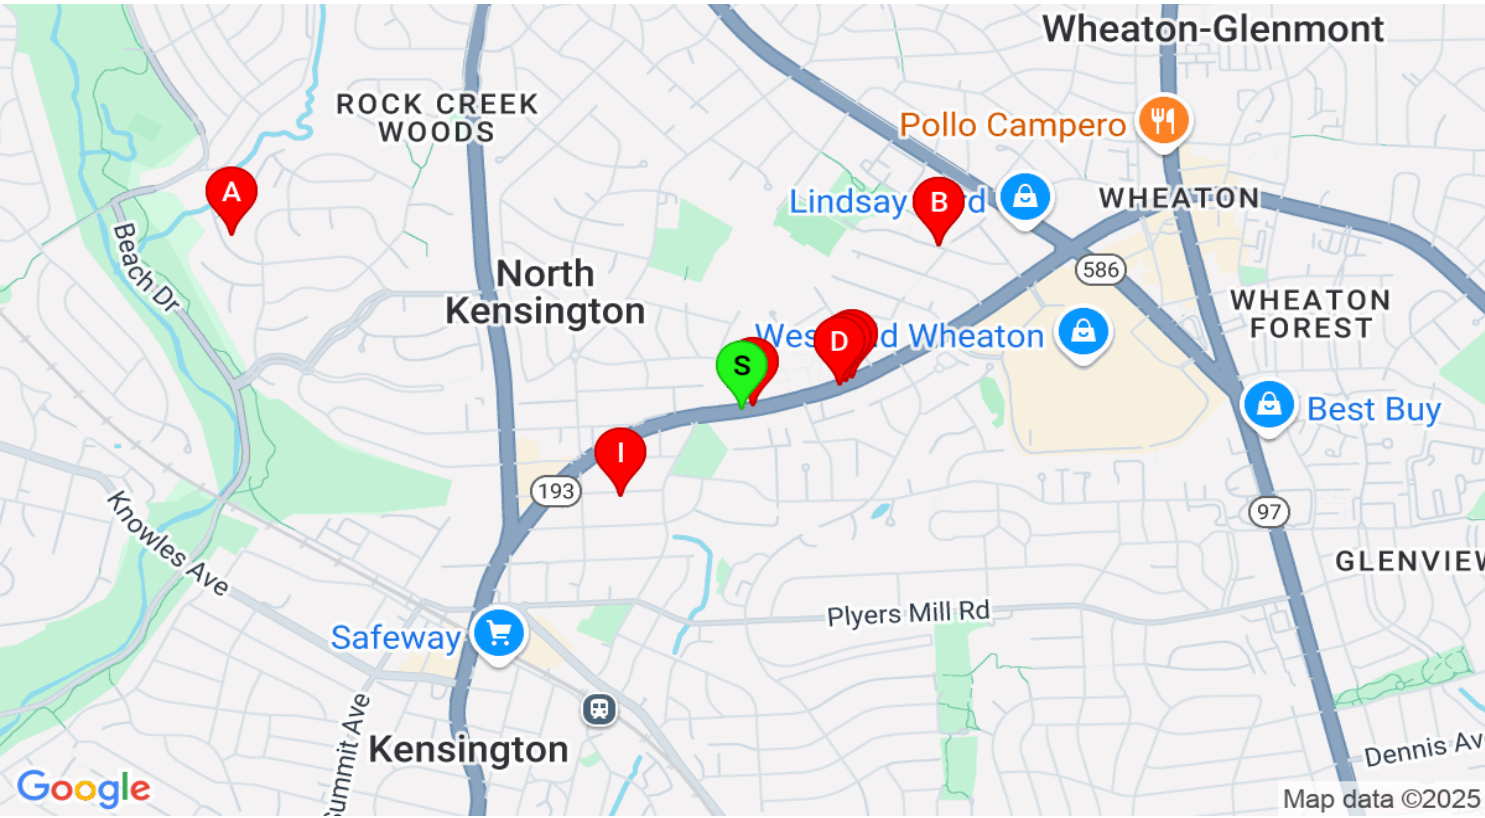 Wheaton-Glenmont
ROCK CREEK
WOODS
Pollo Campero
A
Lindsay
B
rd
WHEATON
Beach Dr
North
Kensington
586
WHEATON
FOREST
Wes
D
d Wheaton
S
Best Buy
I
193
97
Knowles Ave
GLENVIEW
Plyers Mill Rd
Safeway
Summit Ave
Kensington
Dennis Av
Google
Map data ©2025